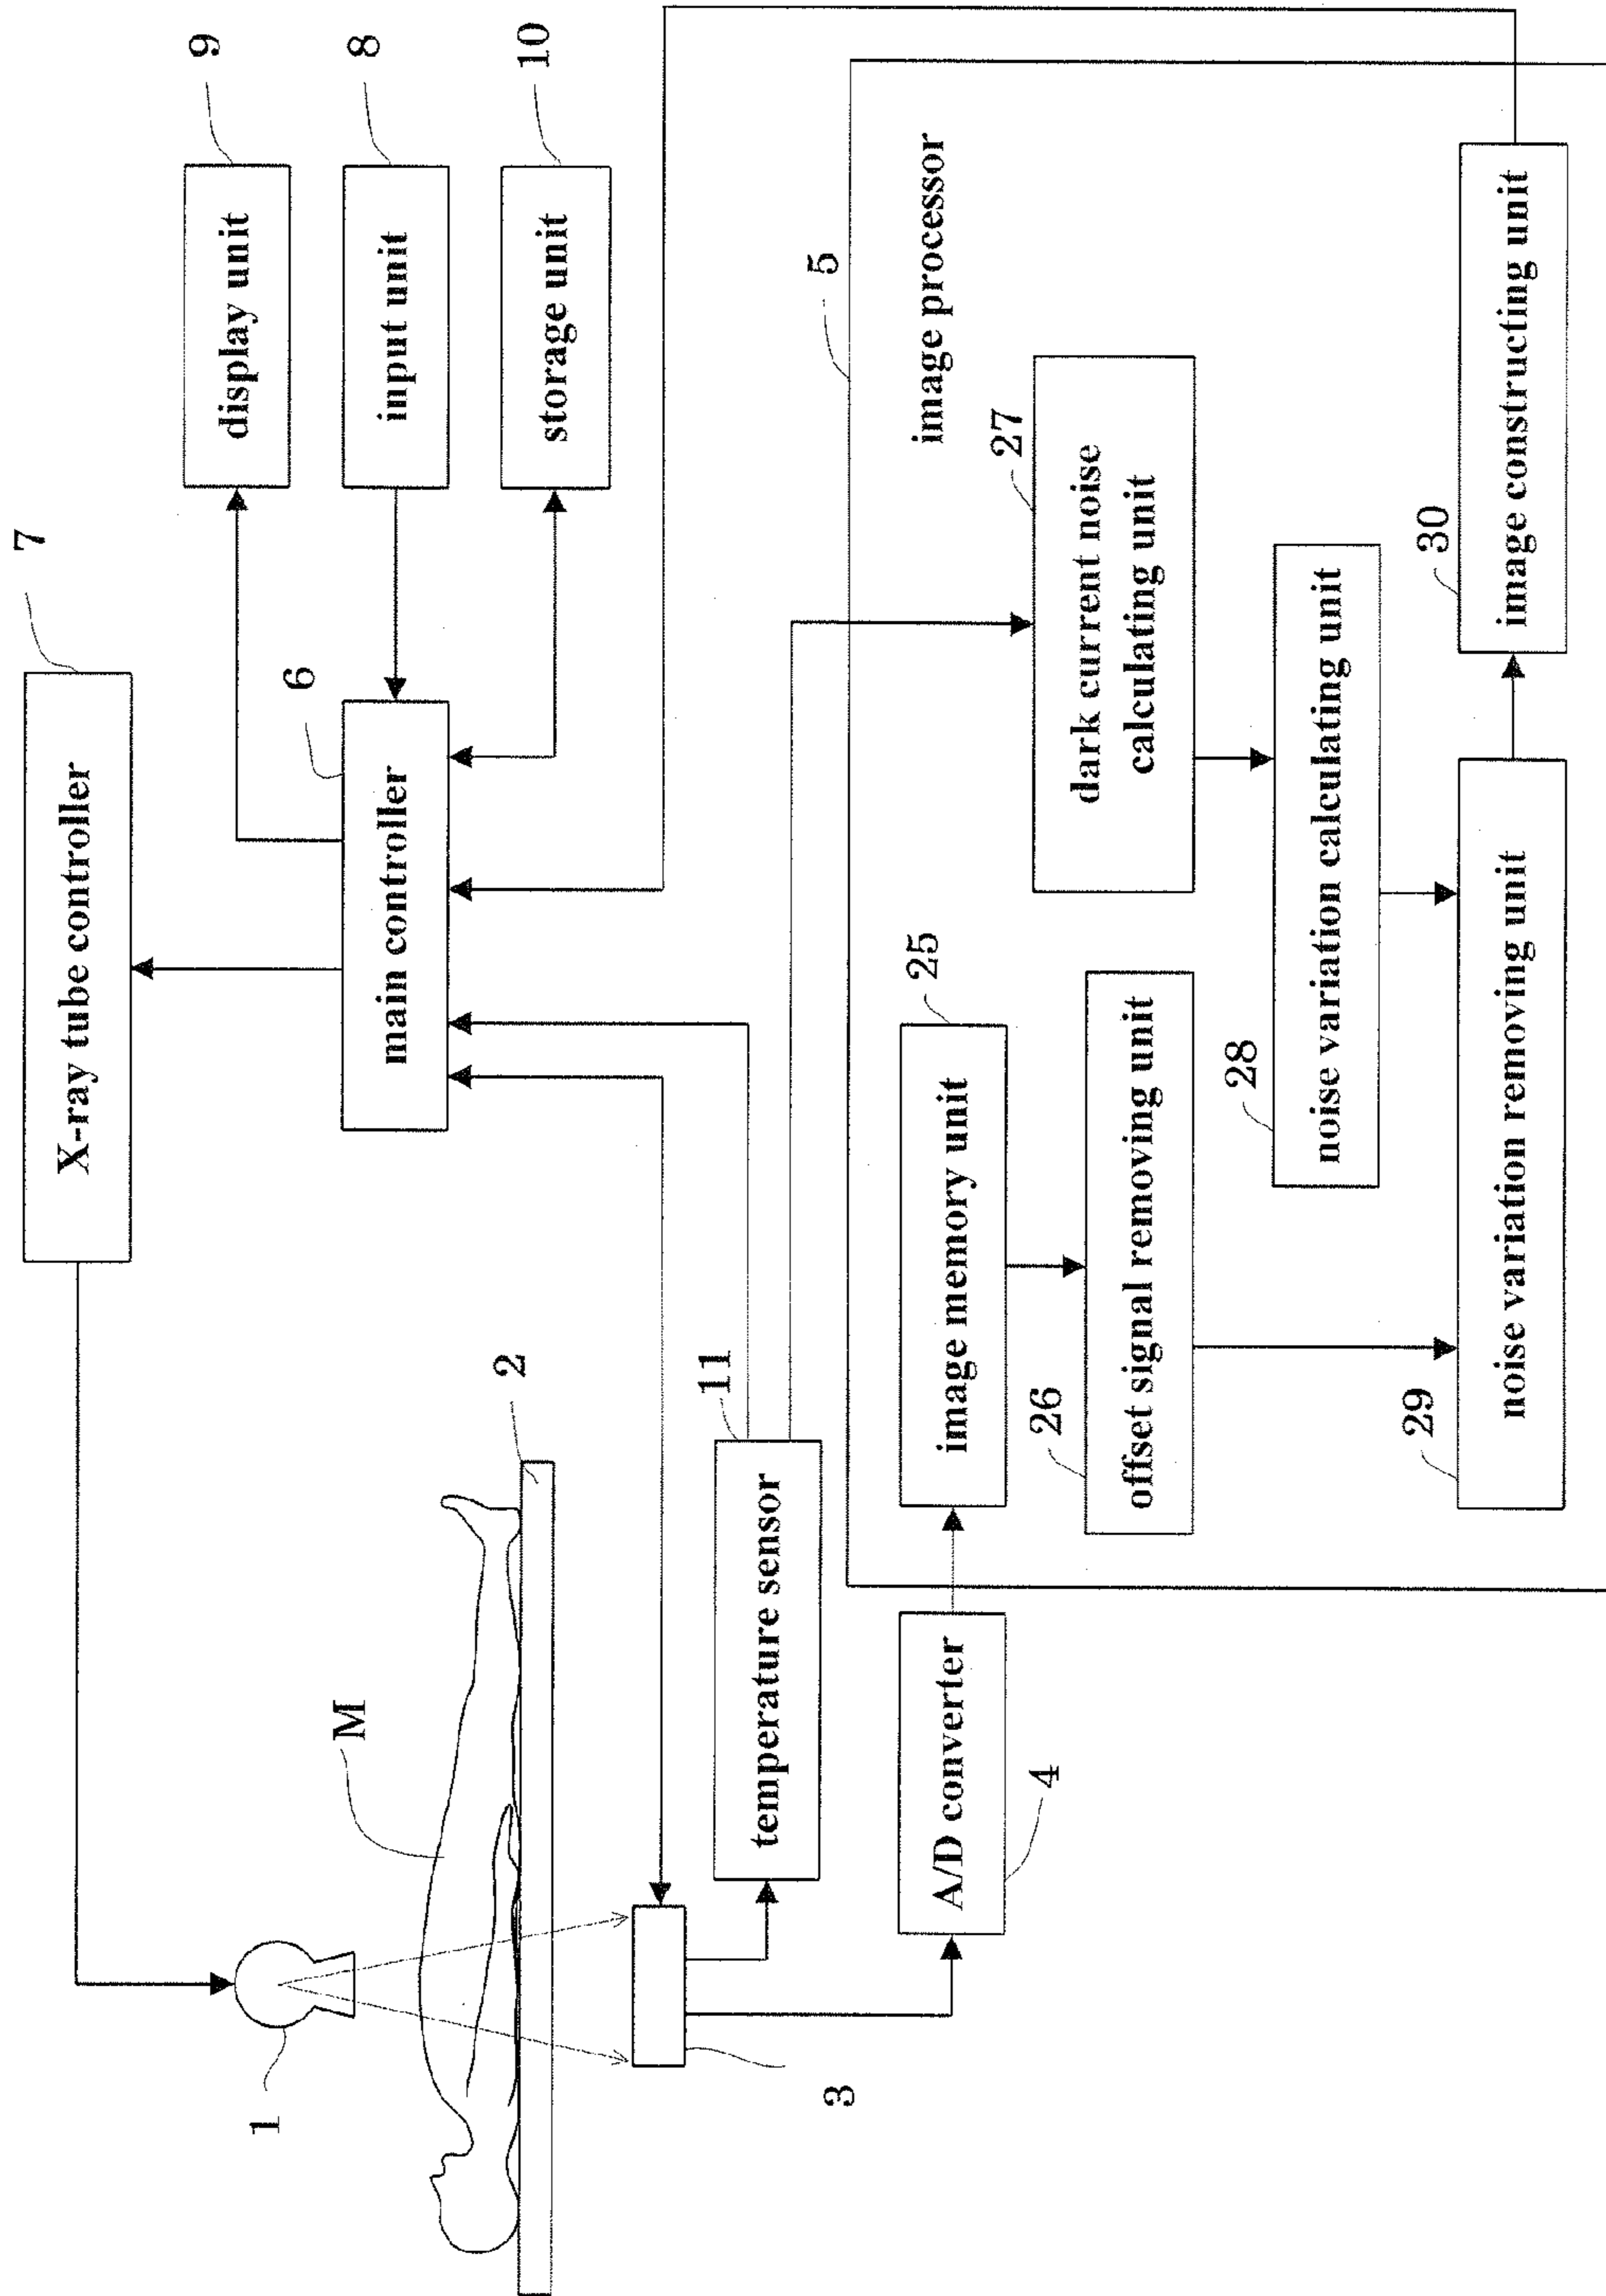 7
X-ray tube controller
9
display unit
8
input unit
10
storage unit
6
main controller
1
M
2
3
11
temperature sensor
4
A/D converter
5
image processor
25
image memory unit
26
offset signal removing unit
27
dark current noise
calculating unit
28
noise variation calculating unit
29
noise variation removing unit
30
image constructing unit